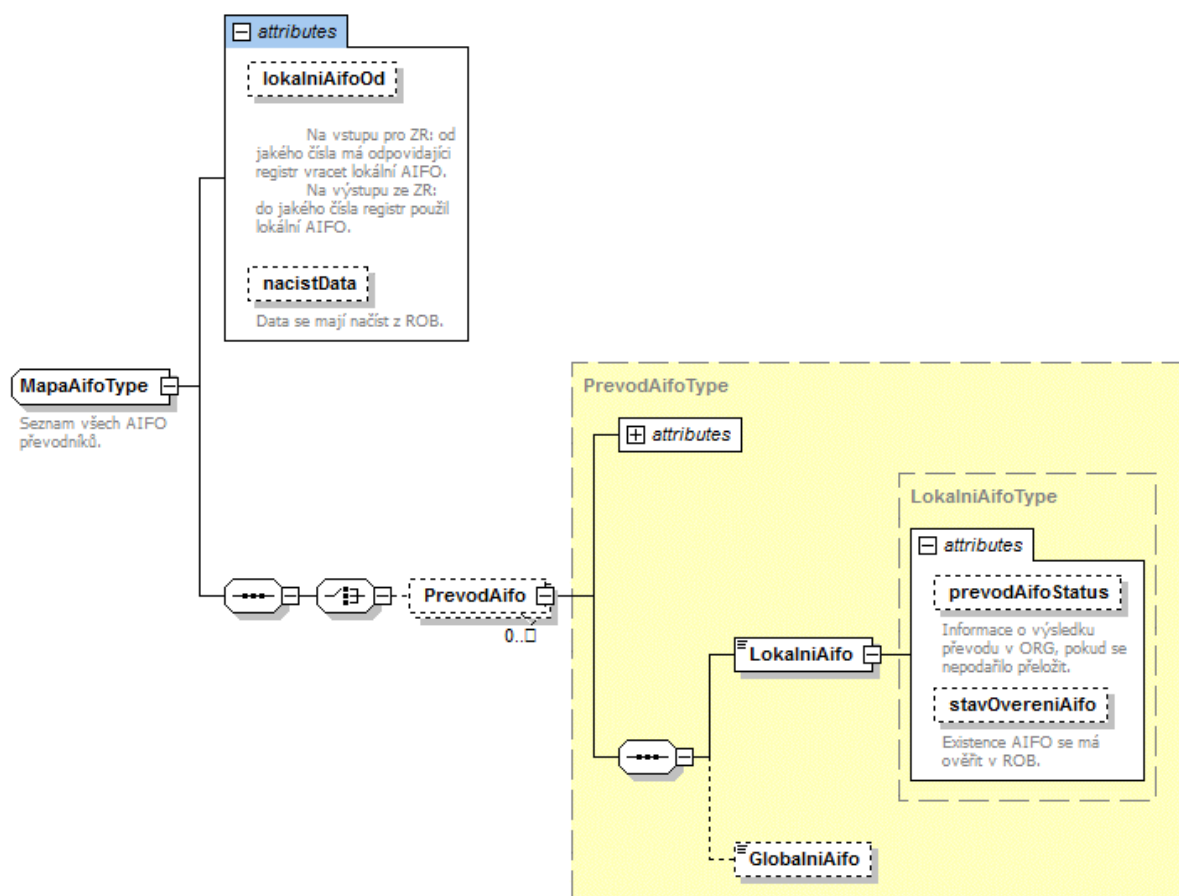 attributes
lokalniAifoOd
Na vstupu pro ZR: od
jakého čísla má odpovidajíci
registr vracet lokální AIFO.
Na výstupu ze ZR:
do jakého čísla registr použil
lokální AIFO.
nacistData
Data se mají načíst z ROB.
MapaAifoType
Seznam všech AIFO
převodníků.
PrevodAifoType
attributes
LokalniAifoType
attributes
prevodAifoStatus
Informace o výsledku
převodu v ORG, pokud se
nepodařilo přeložit.
stavOvereniAifo
Existence AIFO se má
ověřit v ROB.
PrevodAifo
0..□
LokalniAifo
GlobalniAifo